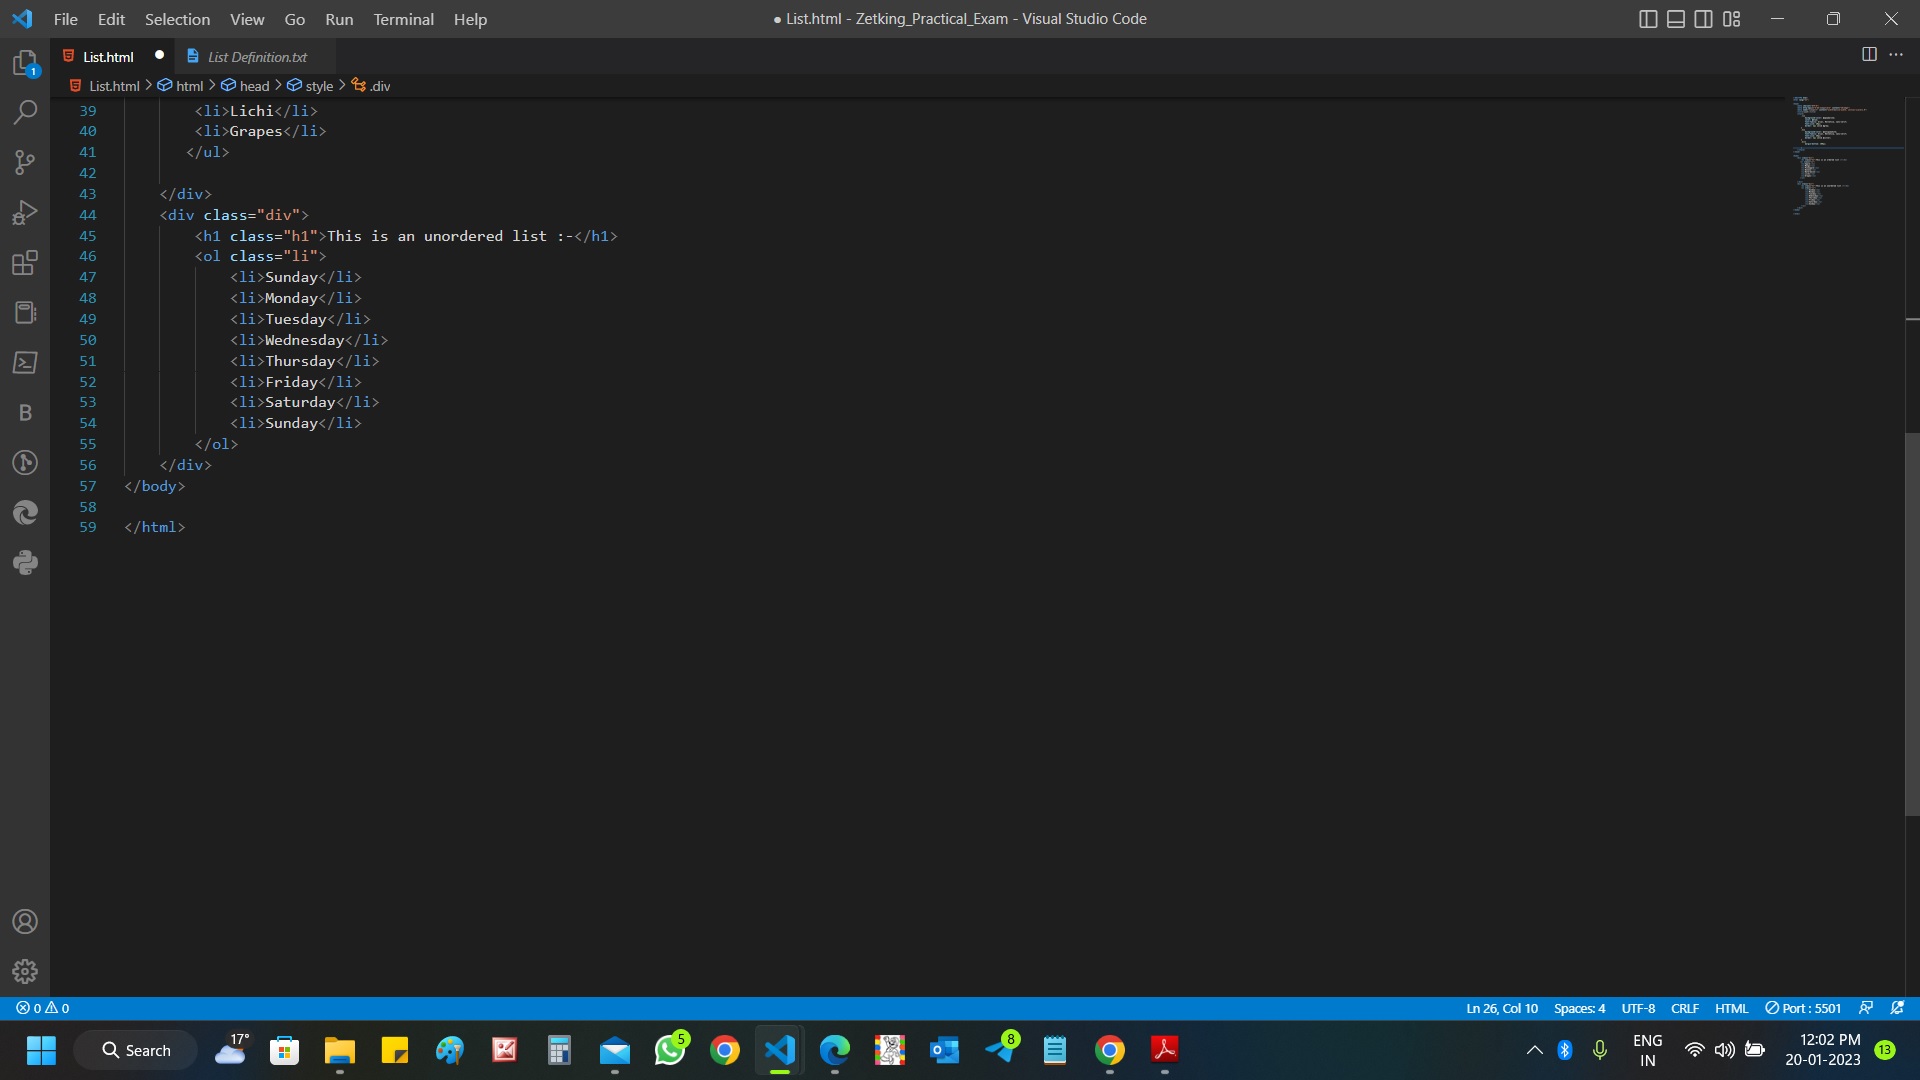 File Edit Selection View Go Run Terminal Help
● List.html - Zetking_Practical_Exam - Visual Studio Code
List.html
List Definition.txt
List.html > html > head > style > .div
39 <li>Lichi</li>
40 <li>Grapes</li>
41 </ul>
42
43 </div>
44 <div class="div">
45 <h1 class="h1">This is an unordered list :-</h1>
46 <ol class="li">
47 <li>Sunday</li>
48 <li>Monday</li>
49 <li>Tuesday</li>
50 <li>Wednesday</li>
51 <li>Thursday</li>
52 <li>Friday</li>
53 <li>Saturday</li>
54 <li>Sunday</li>
55 </ol>
56 </div>
57 </body>
58
59 </html>
1
B
0 0
Ln 26, Col 10 Spaces: 4 UTF-8 CRLF HTML Port : 5501
Search
17°
5
8
ENG
IN
12:02 PM
20-01-2023
13